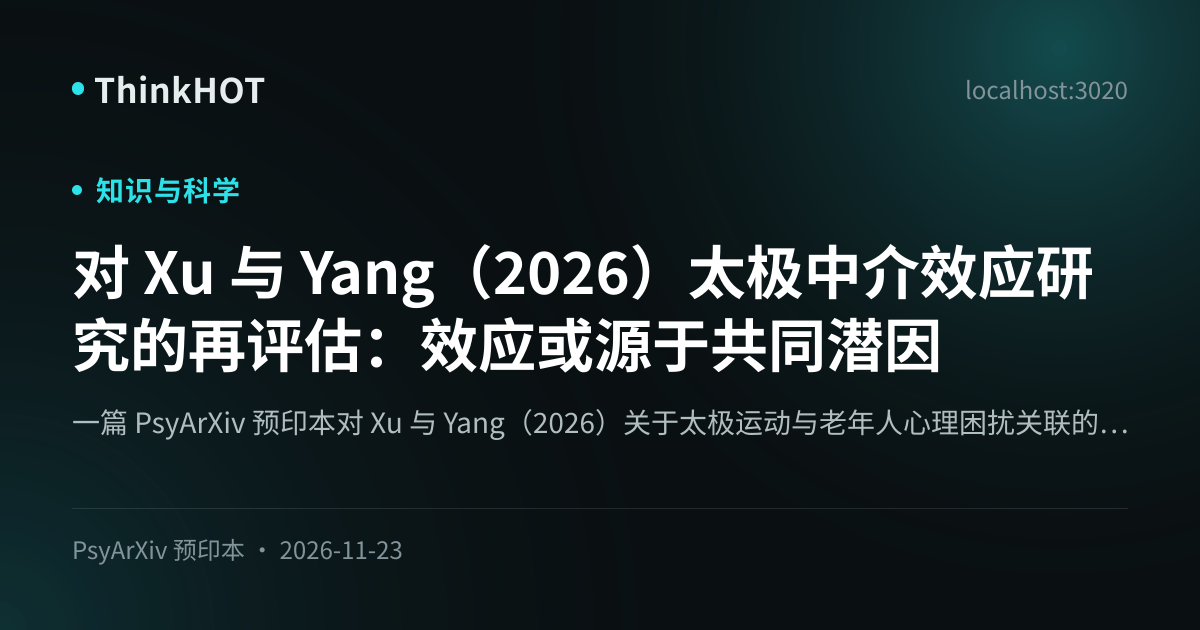 ThinkHOT
localhost:3020
知识与科学
对 Xu 与 Yang（2026）太极中介效应研
究的再评估：效应或源于共同潜因
一篇 PsyArXiv 预印本对 Xu 与 Yang（2026）关于太极运动与老年人心理困扰关联的…
PsyArXiv 预印本 · 2026-11-23